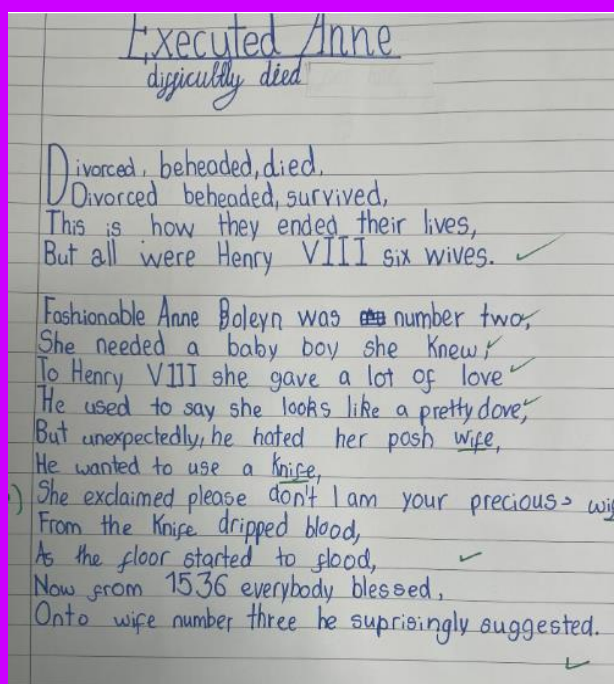 Executed Anne
difficultly died
Divorced, beheaded, died,
Divorced beheaded, survived,
This is how they ended their lives,
But all were Henry VIII six wives.
Fashionable Anne Boleyn was number two,
She needed a baby boy she knew,
To Henry VIII she gave a lot of love
He used to say she looks like a pretty dove,
But unexpectedly, he hated her posh wife,
He wanted to use a knife,
She exclaimed please don't I am your precious
From the knife dripped blood,
As the floor started to flood,
Now from 1536 everybody blessed,
Onto wife number three he suprisingly suggested.